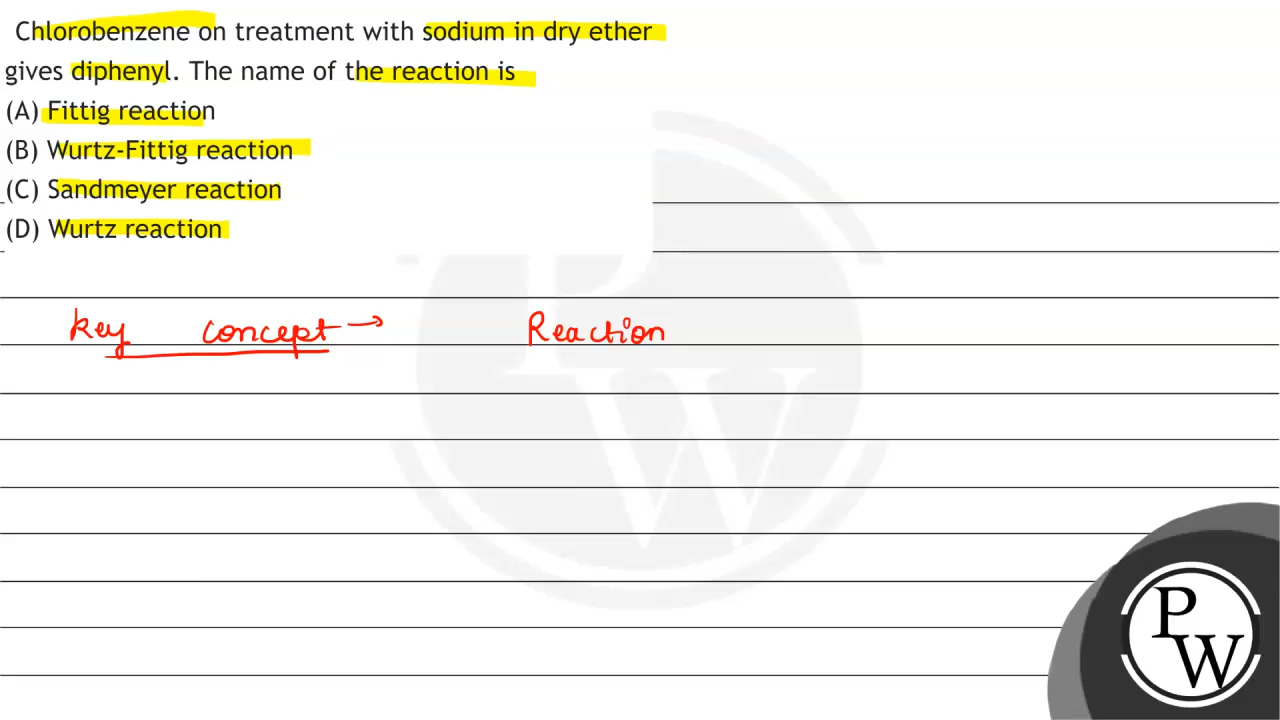 Chlorobenzene on treatment with sodium in dry ether
gives diphenyl. The name of the reaction is
(A) Fittig reaction
(B) Wurtz-Fittig reaction
(C) Sandmeyer reaction
(D) Wurtz reaction
key concept → Reaction
P
W
P
W